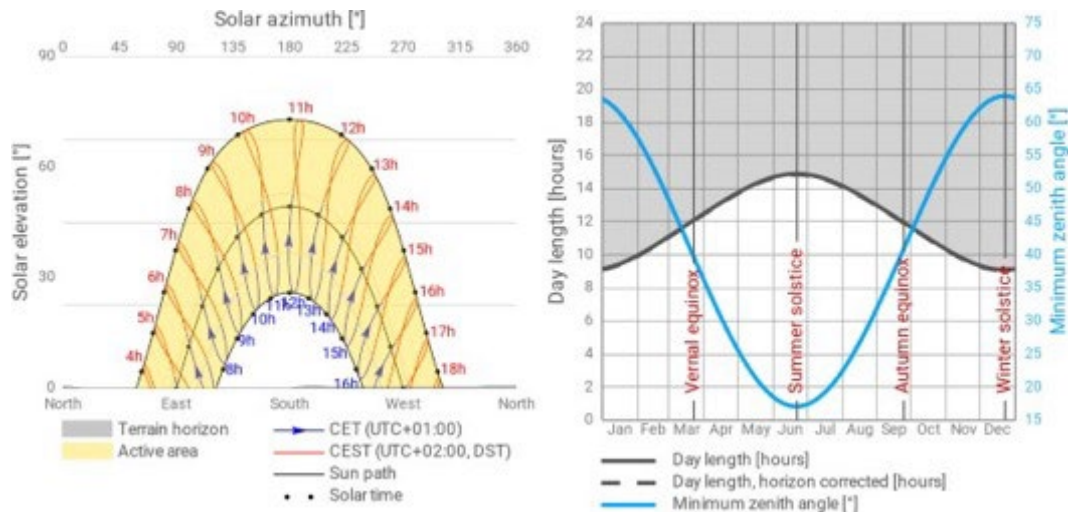 Solar azimuth [°]
0 45 90 135 180 225 270 315 360
90
60
30
0
Solar elevation [°]
11h
10h
12h
9h
13h
8h
14h
7h
15h
6h
16h
5h
17h
4h
18h
11h
12h
13h
10h
14h
9h
15h
8h
16h
North East South West North
Terrain horizon
Active area
CET (UTC+01:00)
CEST (UTC+02:00, DST)
Sun path
Solar time
24
22
20
18
16
14
12
10
8
6
4
2
0
Day length [hours]
75
70
65
60
55
50
45
40
35
30
25
20
15
Minimum zenith angle [°]
Vernal equinox
Summer solstice
Autumn equinox
Winter solstice
Jan Feb Mar Apr May Jun Jul Aug Sep Oct Nov Dec
Day length [hours]
Day length, horizon corrected [hours]
Minimum zenith angle [°]